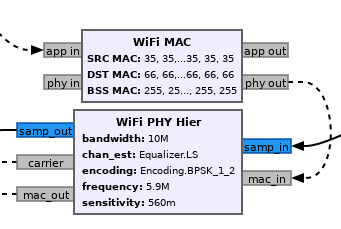 WiFi MAC
app in
SRC MAC: 35, 35,...35, 35, 35
app out
DST MAC: 66, 66,...66, 66, 66
phy in
BSS MAC: 255, 25..., 255, 255
phy out
WiFi PHY Hier
samp_out
bandwidth: 10M
chan_est: Equalizer.LS
samp_in
carrier
encoding: Encoding.BPSK_1_2
frequency: 5.9M
mac_in
mac_out
sensitivity: 560m